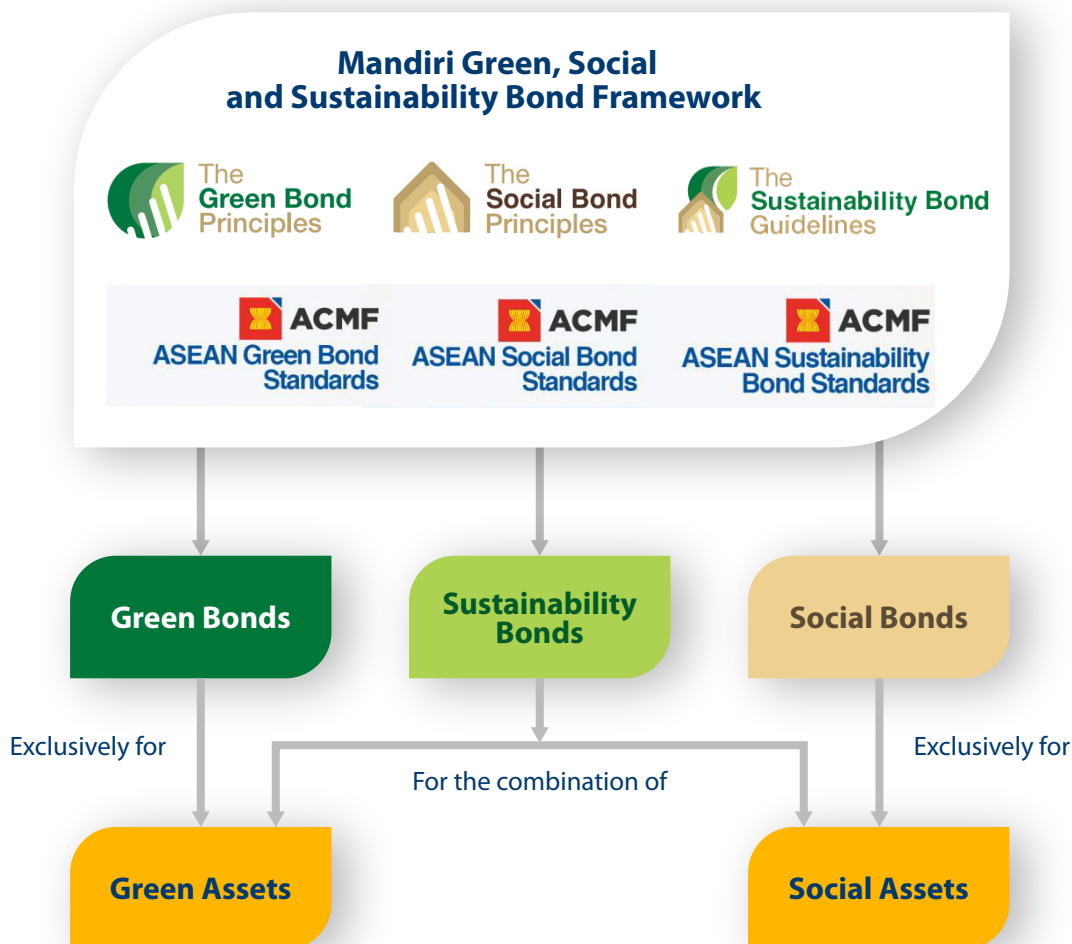 Mandiri Green, Social
and Sustainability Bond Framework
The
Green Bond
Principles
The
Social Bond
Principles
The
Sustainability Bond
Guidelines
ACMF
ASEAN Green Bond
Standards
ACMF
ASEAN Social Bond
Standards
ACMF
ASEAN Sustainability
Bond Standards
Green Bonds
Sustainability
Bonds
Social Bonds
Exclusively for
For the combination of
Exclusively for
Green Assets
Social Assets